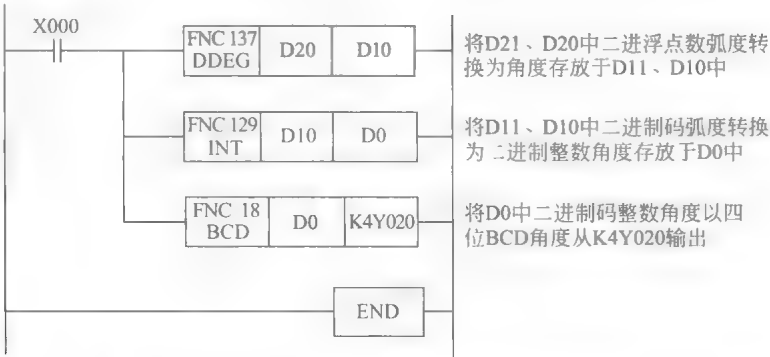 X000
FNC 137
DDEG
D20
D10
将D21、D20中二进浮点数弧度转
换为角度存放于D11、D10中
FNC 129
INT
D10
D0
将D11、D10中二进制码弧度转换
为二进制整数角度存放于D0中
FNC 18
BCD
D0
K4Y020
将D0中二进制码整数角度以四
位BCD角度从K4Y020输出
END